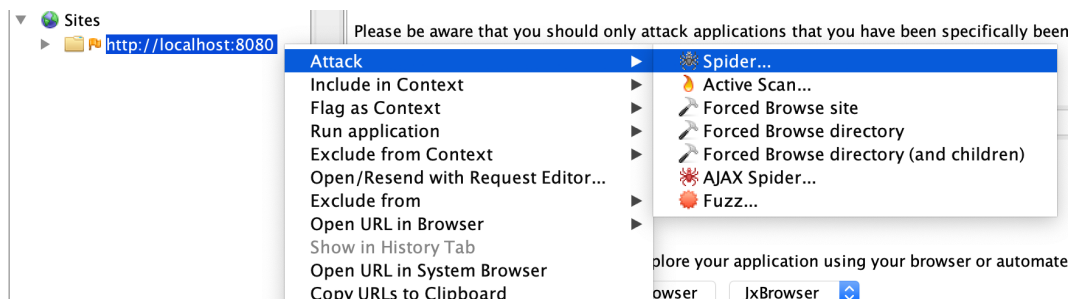 Sites
http://localhost:8080
Please be aware that you should only attack applications that you have been specifically been
Attack
Include in Context
Flag as Context
Run application
Exclude from Context
Open/Resend with Request Editor...
Exclude from
Open URL in Browser
Show in History Tab
Open URL in System Browser
Copy URLs to Clipboard
Spider...
Active Scan...
Forced Browse site
Forced Browse directory
Forced Browse directory (and children)
AJAX Spider...
Fuzz...
plore your application using your browser or automate
owser JxBrowser